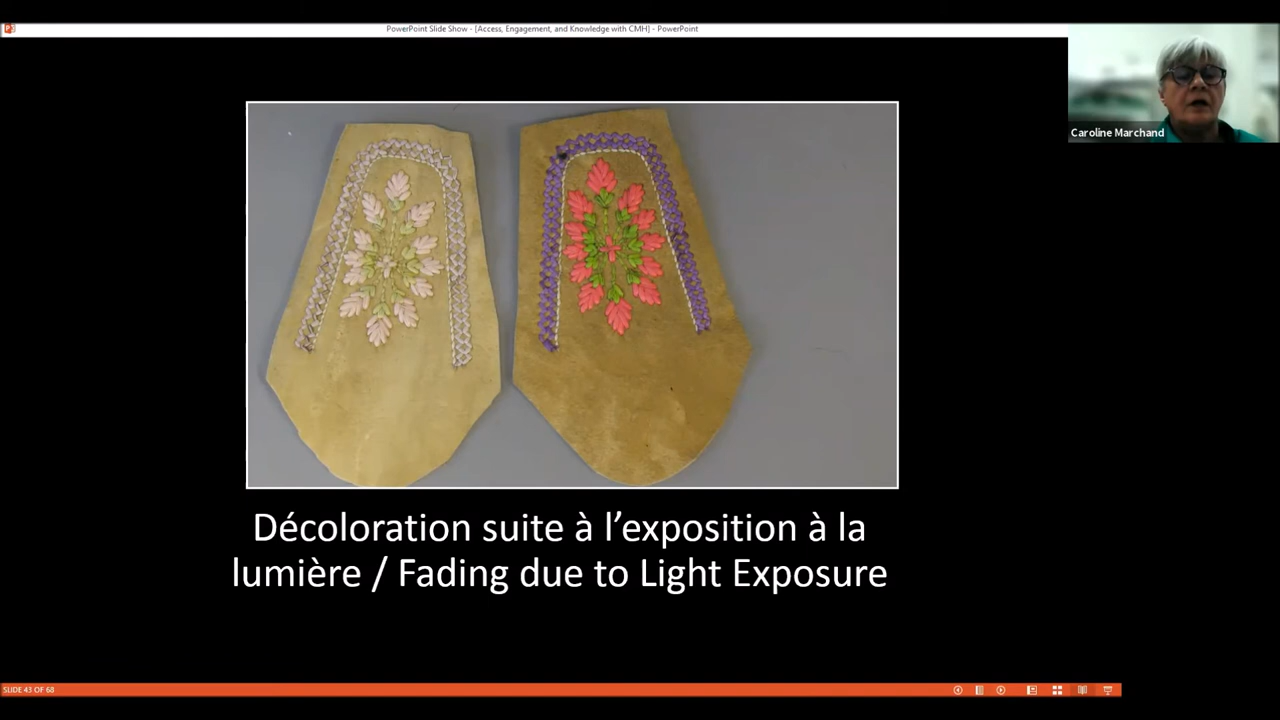 PowerPoint Slide Show - [Access, Engagement, and Knowledge with CMH] - PowerPoint
Caroline Marchand
Décoloration suite à l’exposition à la
lumière / Fading due to Light Exposure
SLIDE 43 OF 68